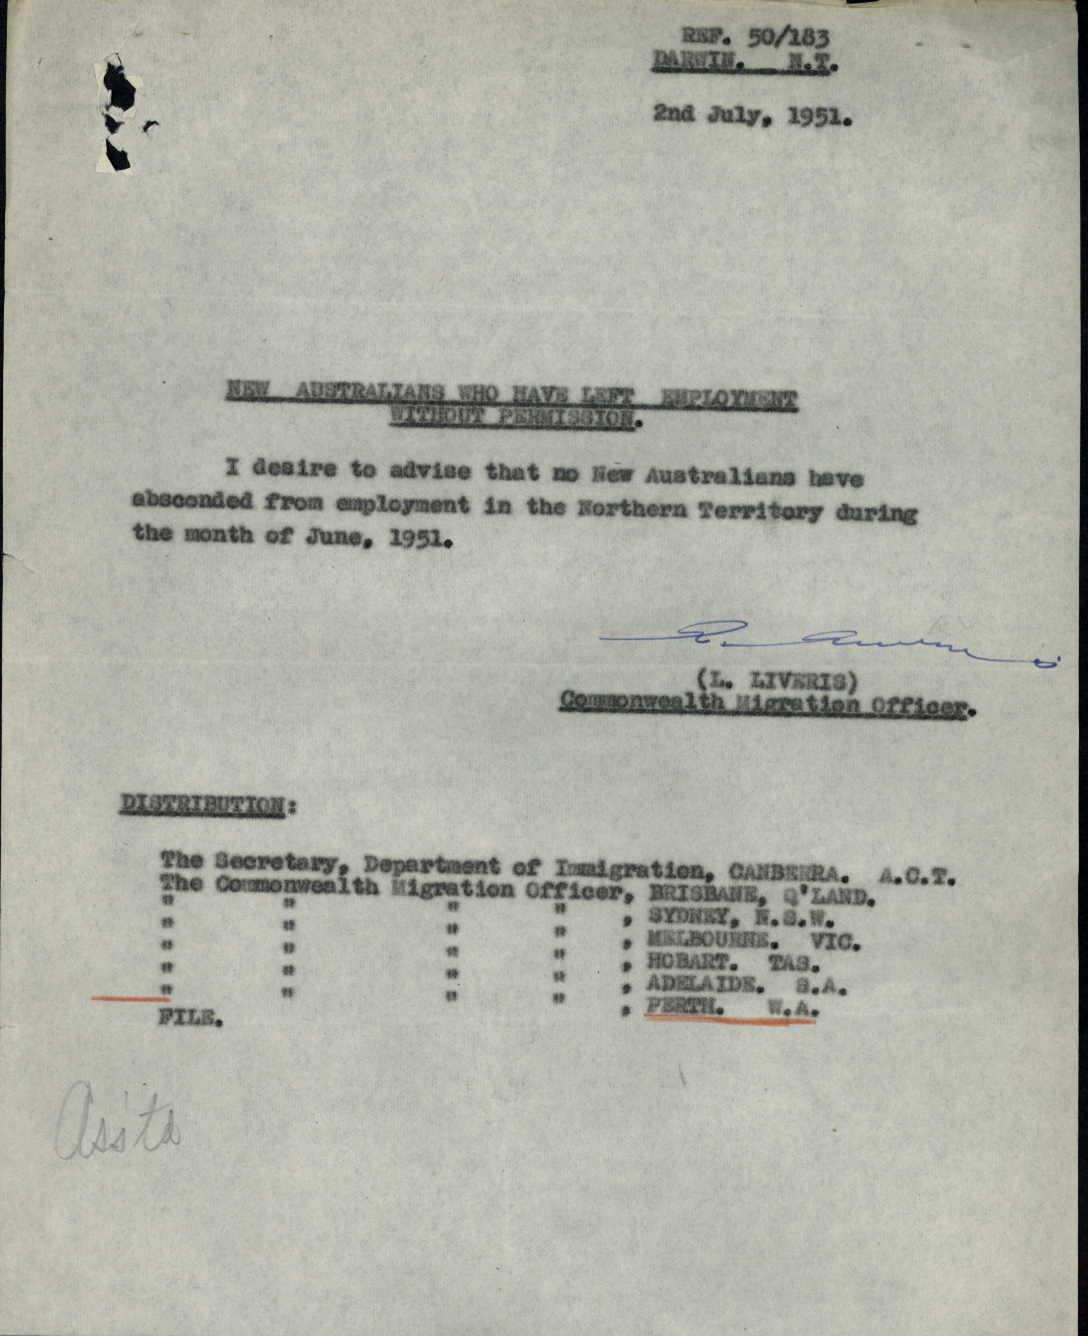 REF. 50/183
DARWIN. N.T.
2nd July, 1951.
NEW AUSTRALIANS WHO HAVE LEFT EMPLOYMENT
WITHOUT PERMISSION.
I desire to advise that no New Australians have
absconded from employment in the Northern Territory during
the month of June, 1951.
(L. LIVERIS)
Commonwealth Migration Officer.
DISTRIBUTION:
The Secretary, Department of Immigration, CANBERRA. A.C.T.
The Commonwealth Migration Officer, BRISBANE, Q'LAND.
" " " " , SYDNEY, N.S.W.
" " " " , MELBOURNE. VIC.
" " " " , HOBART. TAS.
" " " " , ADELAIDE. S.A.
" " " " , PERTH. W.A.
FILE.